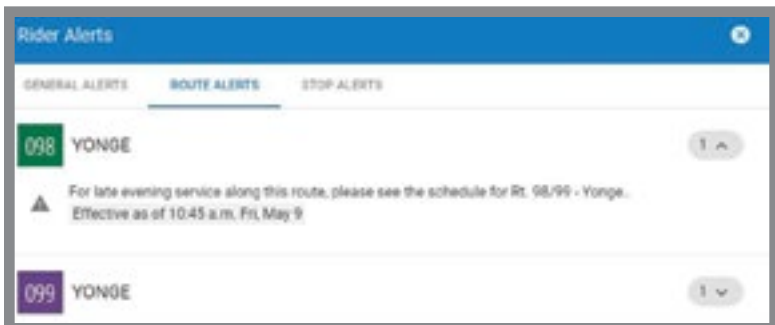 Rider Alerts
GENERAL ALERTS ROUTE ALERTS STOP ALERTS
098 YONGE 1
For late evening service along this route, please see the schedule for Rt. 98/99 - Yonge.
Effective as of 10:45 a.m. Fri, May 9
099 YONGE 1